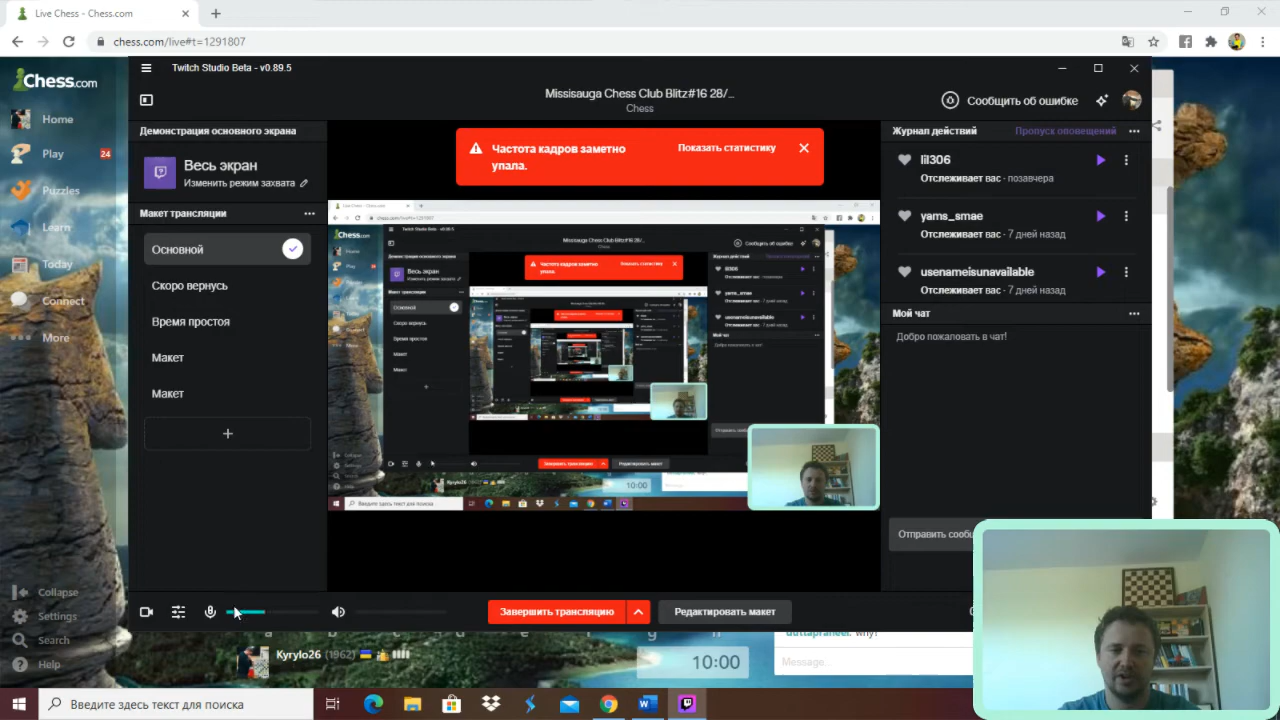 Live Chess - Chess.com
chess.com/live#t=1291807
Chess.com
Home
Play
24
Puzzles
Learn
Today
Connect
More
Collapse
Settings
Search
Help
Twitch Studio Beta - v0.89.5
Missisauga Chess Club Blitz#16 28/...
Chess
Сообщить об ошибке
Демонстрация основного экрана
Весь экран
Изменить режим захвата
Макет трансляции
Основной
Скоро вернусь
Время простоя
Макет
Макет
Частота кадров заметно
упала.
Показать статистику
Журнал действий
Пропуск оповещений
lil306
Отслеживает вас - позавчера
yams_smae
Отслеживает вас - 7 дней назад
usenameisunavailable
Отслеживает вас - 7 дней назад
Мой чат
Добро пожаловать в чат!
Отправить сооб
Завершить трансляцию
Редактировать макет
a b c d e f g h
duttapraneel: why?
Kyrylo26 (1962)
10:00
Message...
Введите здесь текст для поиска